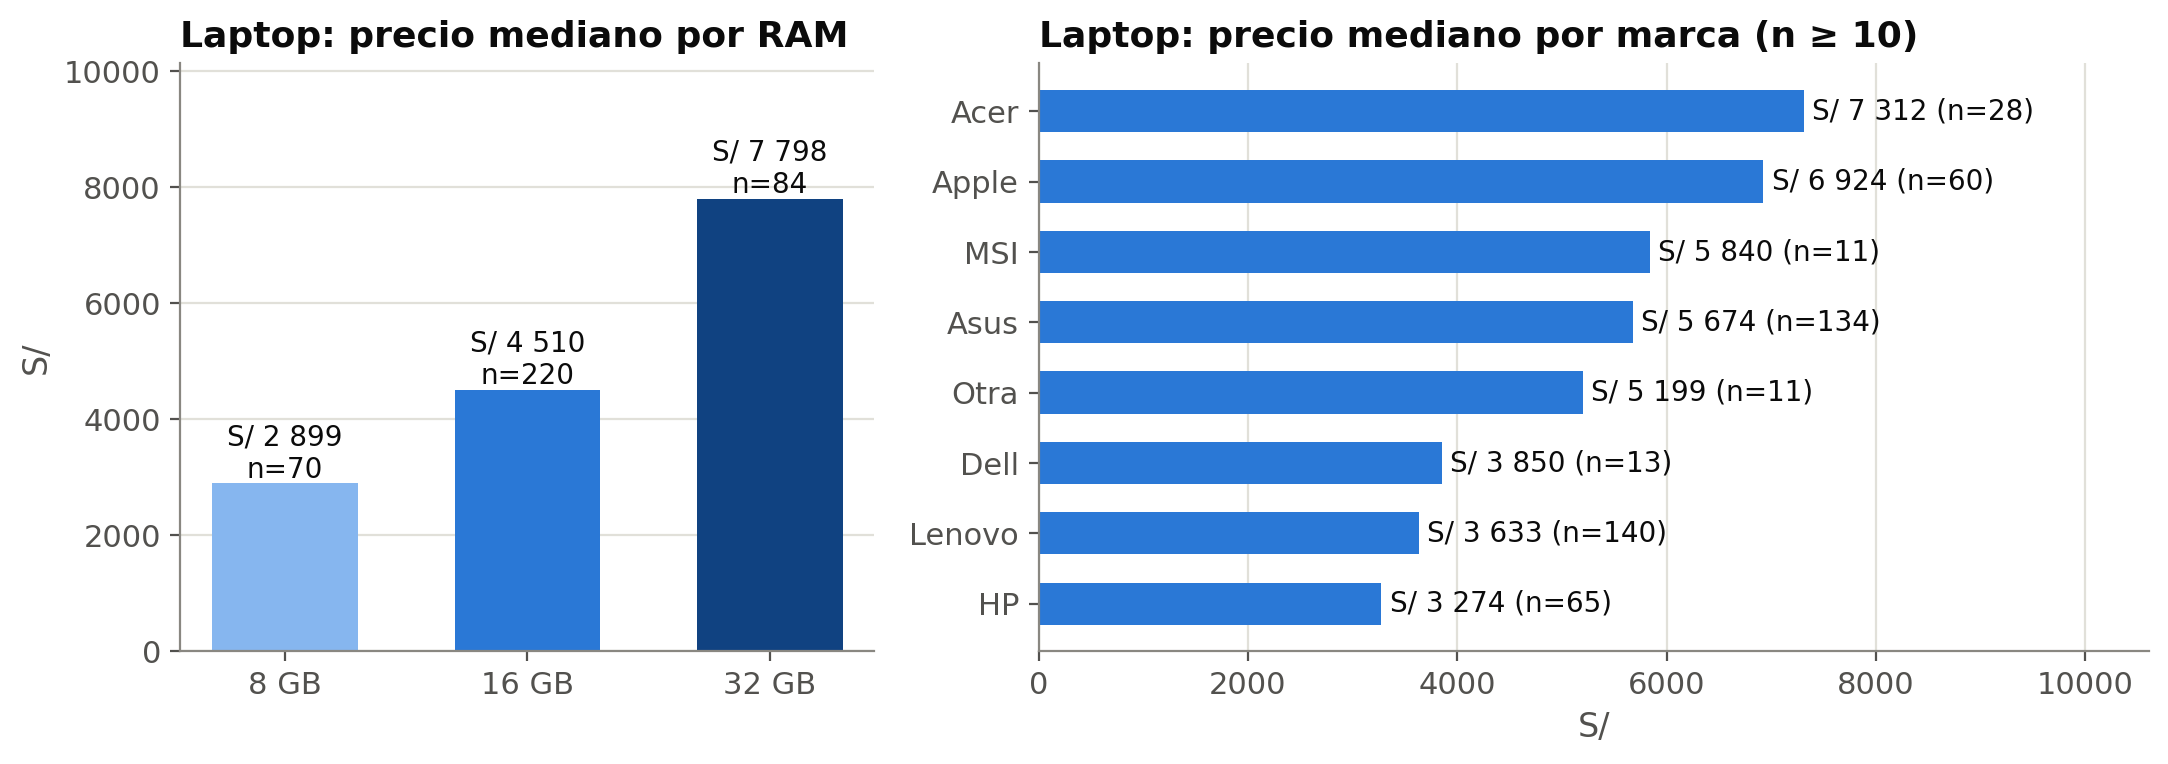 Laptop: precio mediano por RAM
10000
8000
6000
4000
2000
0
S/
S/ 2 899
n=70
S/ 4 510
n=220
S/ 7 798
n=84
8 GB
16 GB
32 GB
Laptop: precio mediano por marca (n ≥ 10)
Acer
S/ 7 312 (n=28)
Apple
S/ 6 924 (n=60)
MSI
S/ 5 840 (n=11)
Asus
S/ 5 674 (n=134)
Otra
S/ 5 199 (n=11)
Dell
S/ 3 850 (n=13)
Lenovo
S/ 3 633 (n=140)
HP
S/ 3 274 (n=65)
0
2000
4000
6000
8000
10000
S/